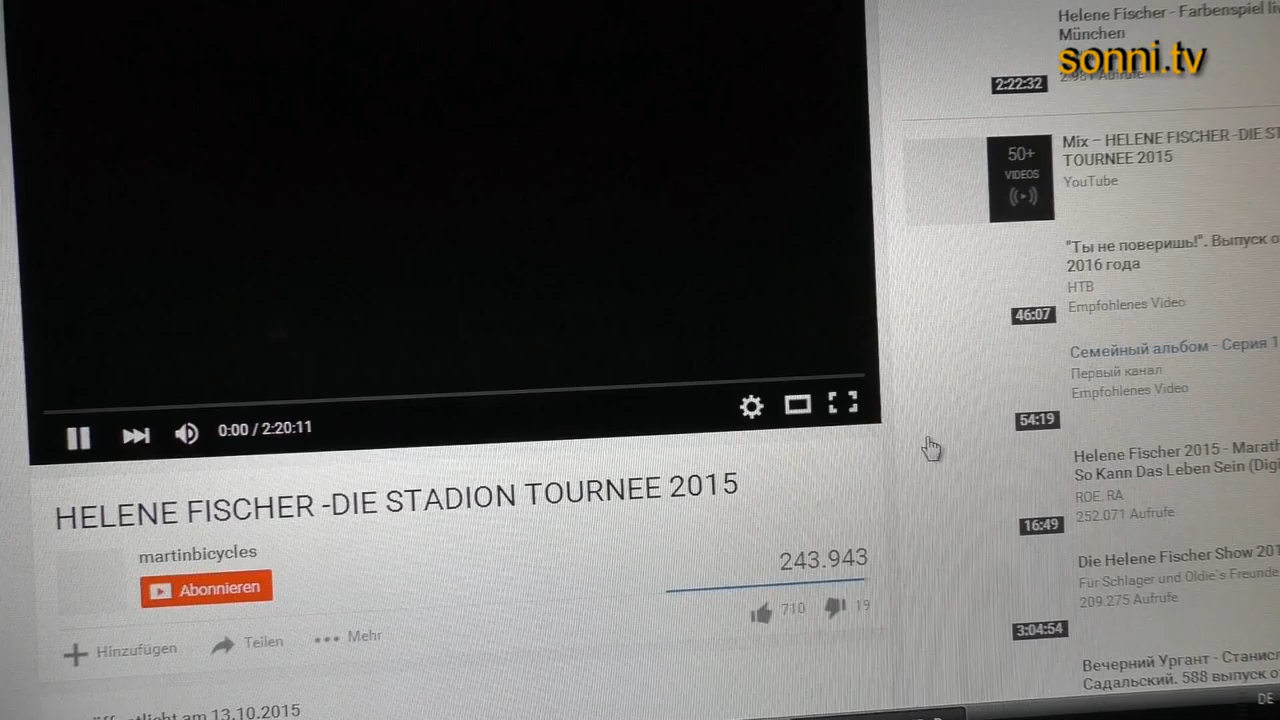 0:00 / 2:20:11
HELENE FISCHER -DIE STADION TOURNEE 2015
martinbicycles
Abonnieren
243.943
710
19
Hinzufügen
Teilen
Mehr
am 13.10.2015
Helene Fischer - Farbenspiel
München
sonni.tv
2:22:32
50+
VIDEOS
Mix – HELENE FISCHER -DIE
TOURNEE 2015
YouTube
"Ты не поверишь!". Выпуск
2016 года
НТВ
Empfohlenes Video
46:07
Семейный альбом - Серия 1
Первый канал
Empfohlenes Video
54:19
Helene Fischer 2015 -
So Kann Das Leben Sein
ROE. RA
252.071 Aufrufe
16:49
Die Helene Fischer Show
Für Schlager und Oldie´s Freunde
209.275 Aufrufe
3:04:54
Вечерний Ургант -
Садальский. 588 выпуск
DE